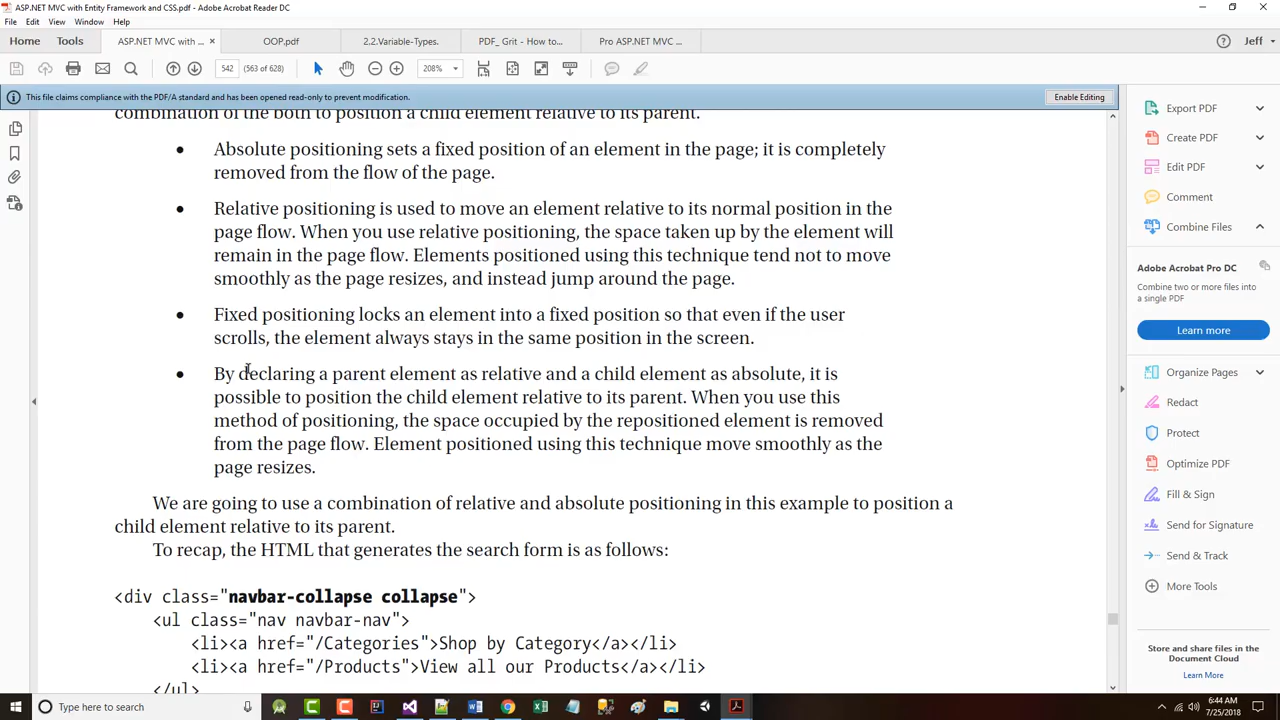 ASP.NET MVC with Entity Framework and CSS.pdf - Adobe Acrobat Reader DC
File Edit View Window Help
Home Tools ASP.NET MVC with ... × OOP.pdf 2.2.Variable-Types. PDF_ Grit - How to... Pro ASP.NET MVC ... Jeff
542 (563 of 628) 208%
This file claims compliance with the PDF/A standard and has been opened read-only to prevent modification. Enable Editing
combination of the both to position a child element relative to its parent.
• Absolute positioning sets a fixed position of an element in the page; it is completely
removed from the flow of the page.
• Relative positioning is used to move an element relative to its normal position in the
page flow. When you use relative positioning, the space taken up by the element will
remain in the page flow. Elements positioned using this technique tend not to move
smoothly as the page resizes, and instead jump around the page.
• Fixed positioning locks an element into a fixed position so that even if the user
scrolls, the element always stays in the same position in the screen.
• By declaring a parent element as relative and a child element as absolute, it is
possible to position the child element relative to its parent. When you use this
method of positioning, the space occupied by the repositioned element is removed
from the page flow. Element positioned using this technique move smoothly as the
page resizes.
We are going to use a combination of relative and absolute positioning in this example to position a
child element relative to its parent.
To recap, the HTML that generates the search form is as follows:
<div class="navbar-collapse collapse">
<ul class="nav navbar-nav">
<li><a href="/Categories">Shop by Category</a></li>
<li><a href="/Products">View all our Products</a></li>
</ul>
Export PDF
Create PDF
Edit PDF
Comment
Combine Files
Adobe Acrobat Pro DC
Combine two or more files into
a single PDF
Learn more
Organize Pages
Redact
Protect
Optimize PDF
Fill & Sign
Send for Signature
Send & Track
More Tools
Store and share files in the
Document Cloud
Learn More
Type here to search
6:44 AM
7/25/2018